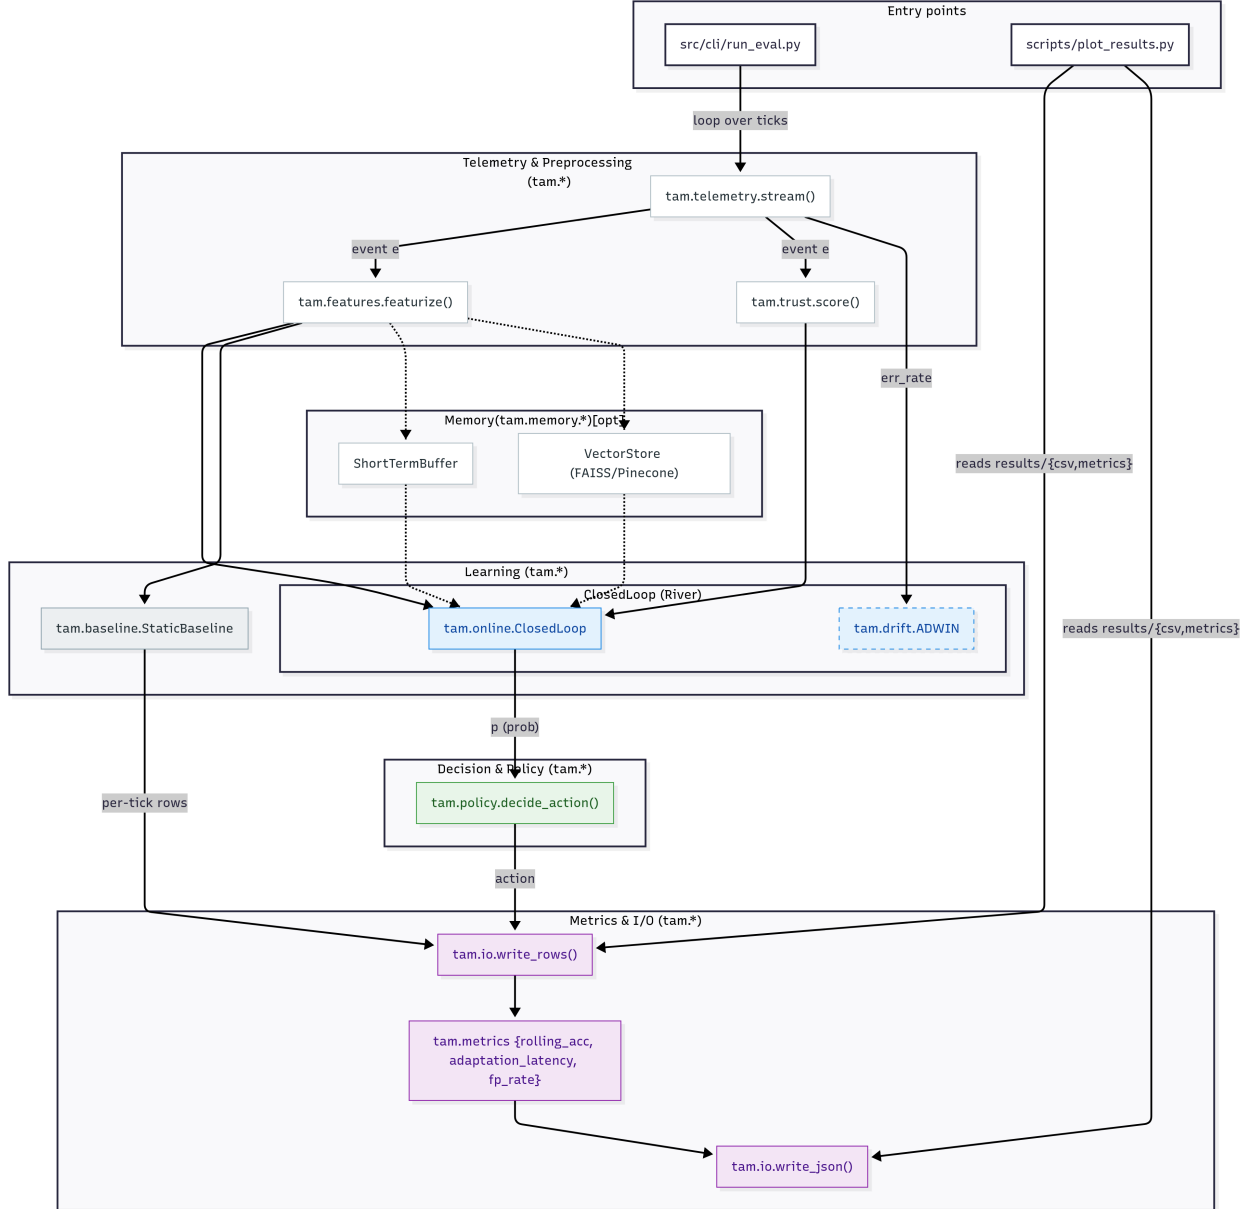 Entry points
src/cli/run_eval.py
scripts/plot_results.py
loop over ticks
Telemetry & Preprocessing
(tam.*)
tam.telemetry.stream()
event e
event e
tam.features.featurize()
tam.trust.score()
err_rate
Memory(tam.memory.*)[opt]
ShortTermBuffer
VectorStore
(FAISS/Pinecone)
reads results/{csv,metrics}
Learning (tam.*)
ClosedLoop (River)
tam.baseline.StaticBaseline
tam.online.ClosedLoop
tam.drift.ADWIN
reads results/{csv,metrics}
p (prob)
Decision & Policy (tam.*)
tam.policy.decide_action()
per-tick rows
action
Metrics & I/O (tam.*)
tam.io.write_rows()
tam.metrics {rolling_acc,
adaptation_latency,
fp_rate}
tam.io.write_json()